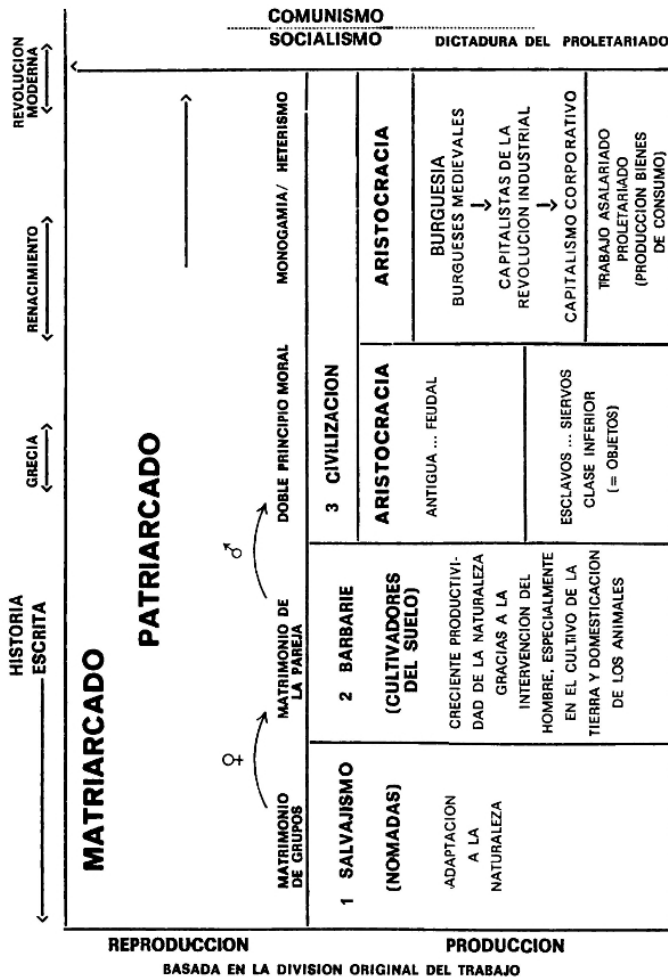 COMUNISMO
SOCIALISMO
DICTADURA DEL PROLETARIADO
HISTORIA
ESCRITA
GRECIA
RENACIMIENTO
REVOLUCION
MODERNA
MATRIARCADO
PATRIARCADO
MATRIMONIO
DE GRUPOS
♀
MATRIMONIO DE
LA PAREJA
♂
DOBLE PRINCIPIO MORAL
MONOGAMIA/ HETERISMO
1 SALVAJISMO
(NOMADAS)
ADAPTACION
A LA
NATURALEZA
2 BARBARIE
(CULTIVADORES
DEL SUELO)
CRECIENTE PRODUCTIVI-
DAD DE LA NATURALEZA
GRACIAS A LA
INTERVENCION DEL
HOMBRE, ESPECIALMENTE
EN EL CULTIVO DE LA
TIERRA Y DOMESTICACION
DE LOS ANIMALES
3 CIVILIZACION
ARISTOCRACIA
ANTIGUA ... FEUDAL
ESCLAVOS ... SIERVOS
CLASE INFERIOR
(= OBJETOS)
ARISTOCRACIA
BURGUESIA
BURGUESES MEDIEVALES
CAPITALISTAS DE LA
REVOLUCION INDUSTRIAL
CAPITALISMO CORPORATIVO
TRABAJO ASALARIADO
PROLETARIADO
(PRODUCCION BIENES
DE CONSUMO)
REPRODUCCION
PRODUCCION
BASADA EN LA DIVISION ORIGINAL DEL TRABAJO